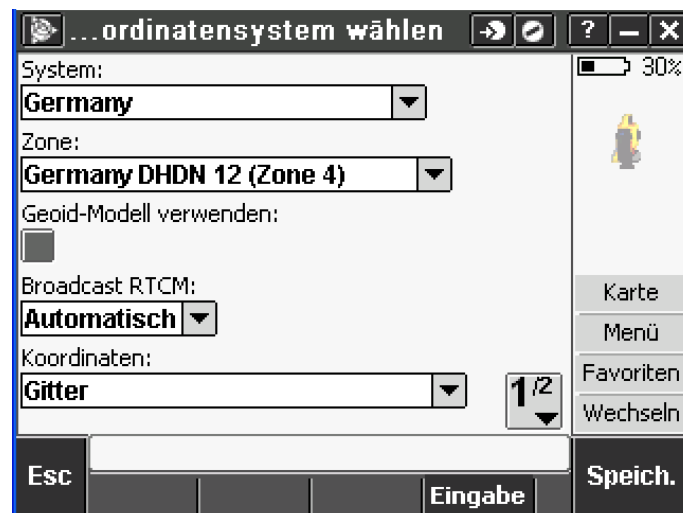 ...ordinatensystem wählen
?
30%
System:
Germany
Zone:
Germany DHDN 12 (Zone 4)
Geoid-Modell verwenden:
Broadcast RTCM:
Automatisch
Koordinaten:
Gitter
1/2
Karte
Menü
Favoriten
Wechseln
Esc
Eingabe
Speich.